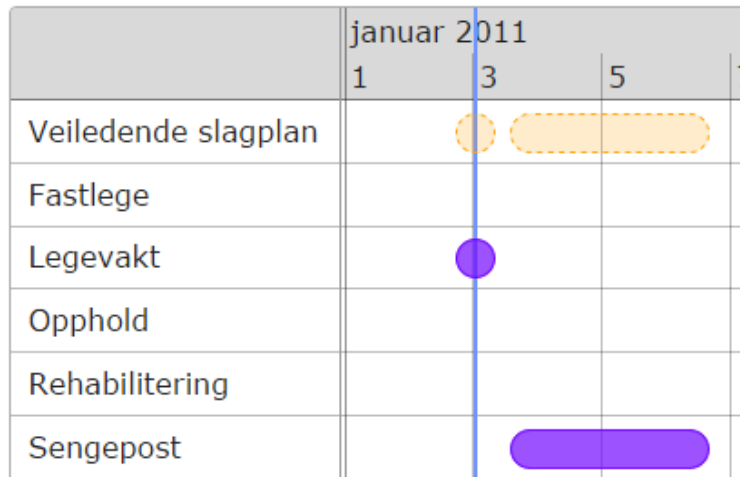 januar 2011
1 3 5
Veiledende slagplan
Fastlege
Legevakt
Opphold
Rehabilitering
Sengepost